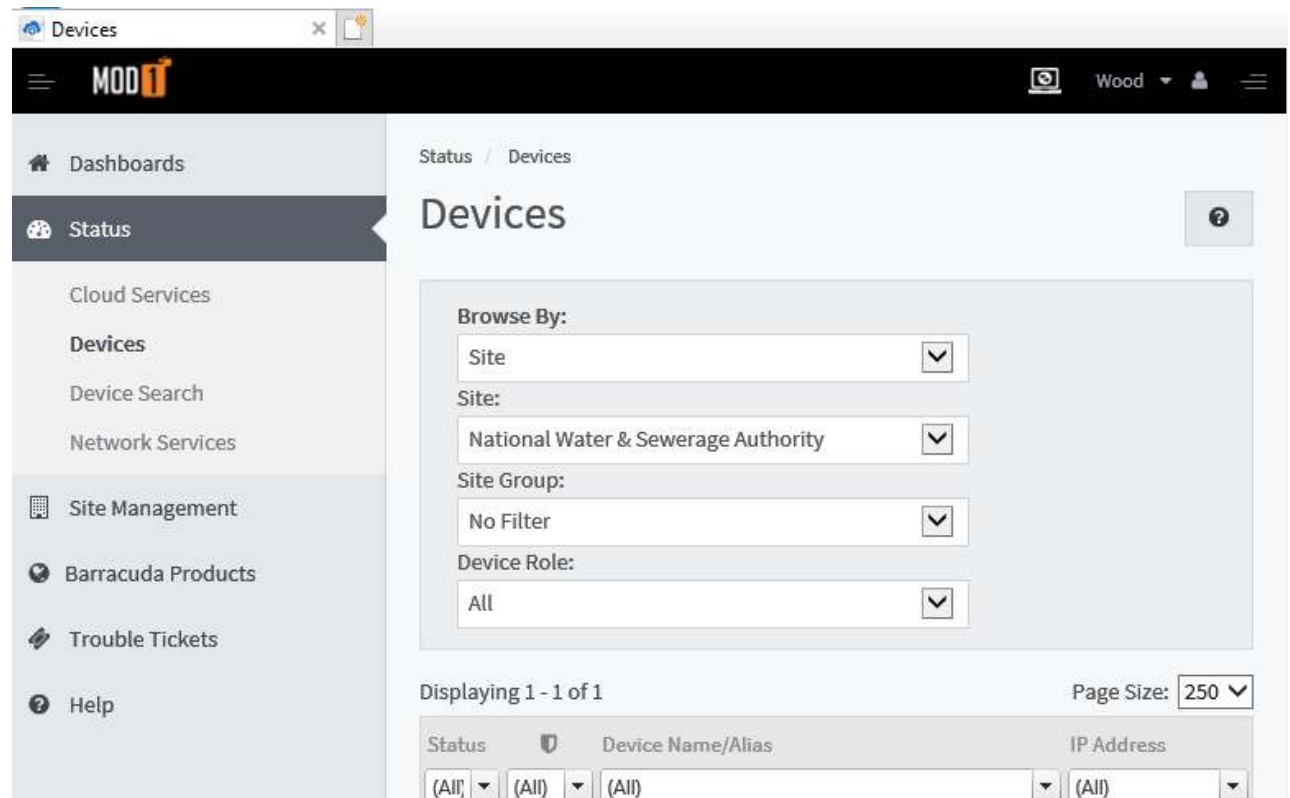 Devices
MOD1
Wood
Dashboards
Status
Cloud Services
Devices
Device Search
Network Services
Site Management
Barracuda Products
Trouble Tickets
Help
Status / Devices
Devices
Browse By:
Site
Site:
National Water & Sewerage Authority
Site Group:
No Filter
Device Role:
All
Displaying 1 - 1 of 1 Page Size: 250
Status Device Name/Alias IP Address
(All) (All) (All) (All)